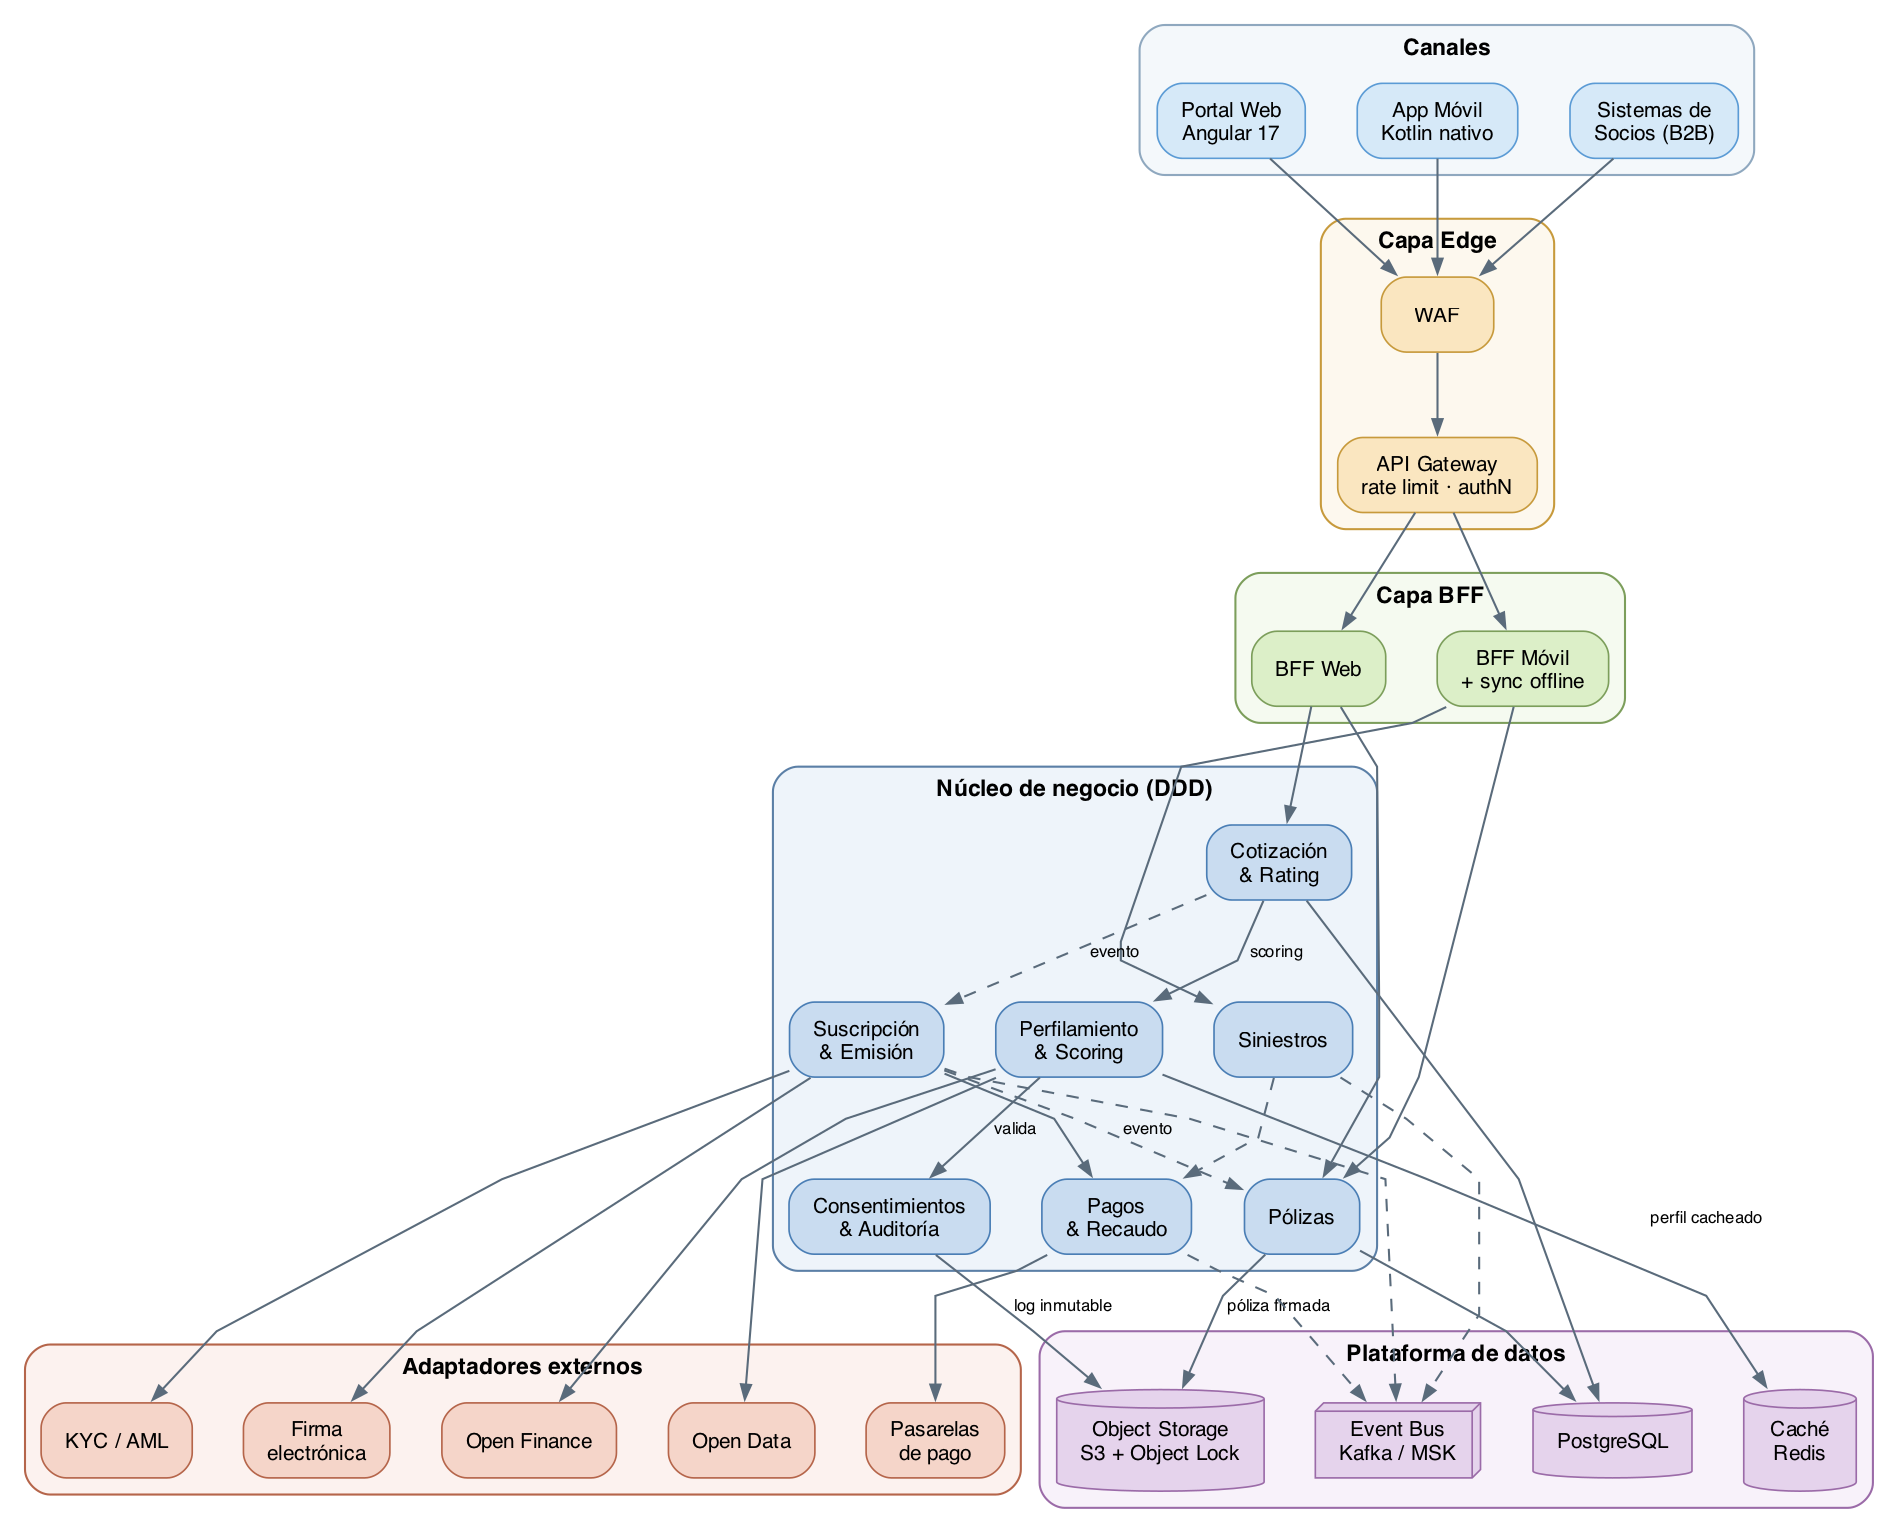 Canales
Portal Web
Angular 17
App Móvil
Kotlin nativo
Sistemas de
Socios (B2B)
Capa Edge
WAF
API Gateway
rate limit · authN
Capa BFF
BFF Web
BFF Móvil
+ sync offline
Núcleo de negocio (DDD)
Cotización
& Rating
evento
scoring
Suscripción
& Emisión
Perfilamiento
& Scoring
Siniestros
valida
evento
Consentimientos
& Auditoría
Pagos
& Recaudo
Pólizas
perfil cacheado
log inmutable
póliza firmada
Adaptadores externos
KYC / AML
Firma
electrónica
Open Finance
Open Data
Pasarelas
de pago
Plataforma de datos
Object Storage
S3 + Object Lock
Event Bus
Kafka / MSK
PostgreSQL
Caché
Redis